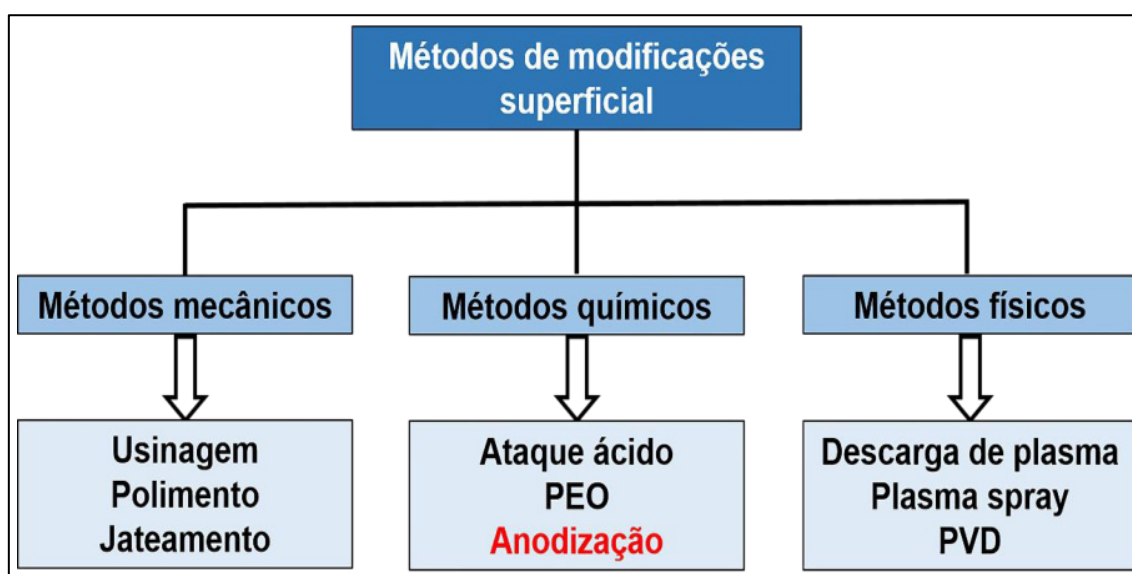 Métodos de modificações
superficial
Métodos mecânicos
Métodos químicos
Métodos físicos
Usinagem
Polimento
Jateamento
Ataque ácido
PEO
Anodização
Descarga de plasma
Plasma spray
PVD